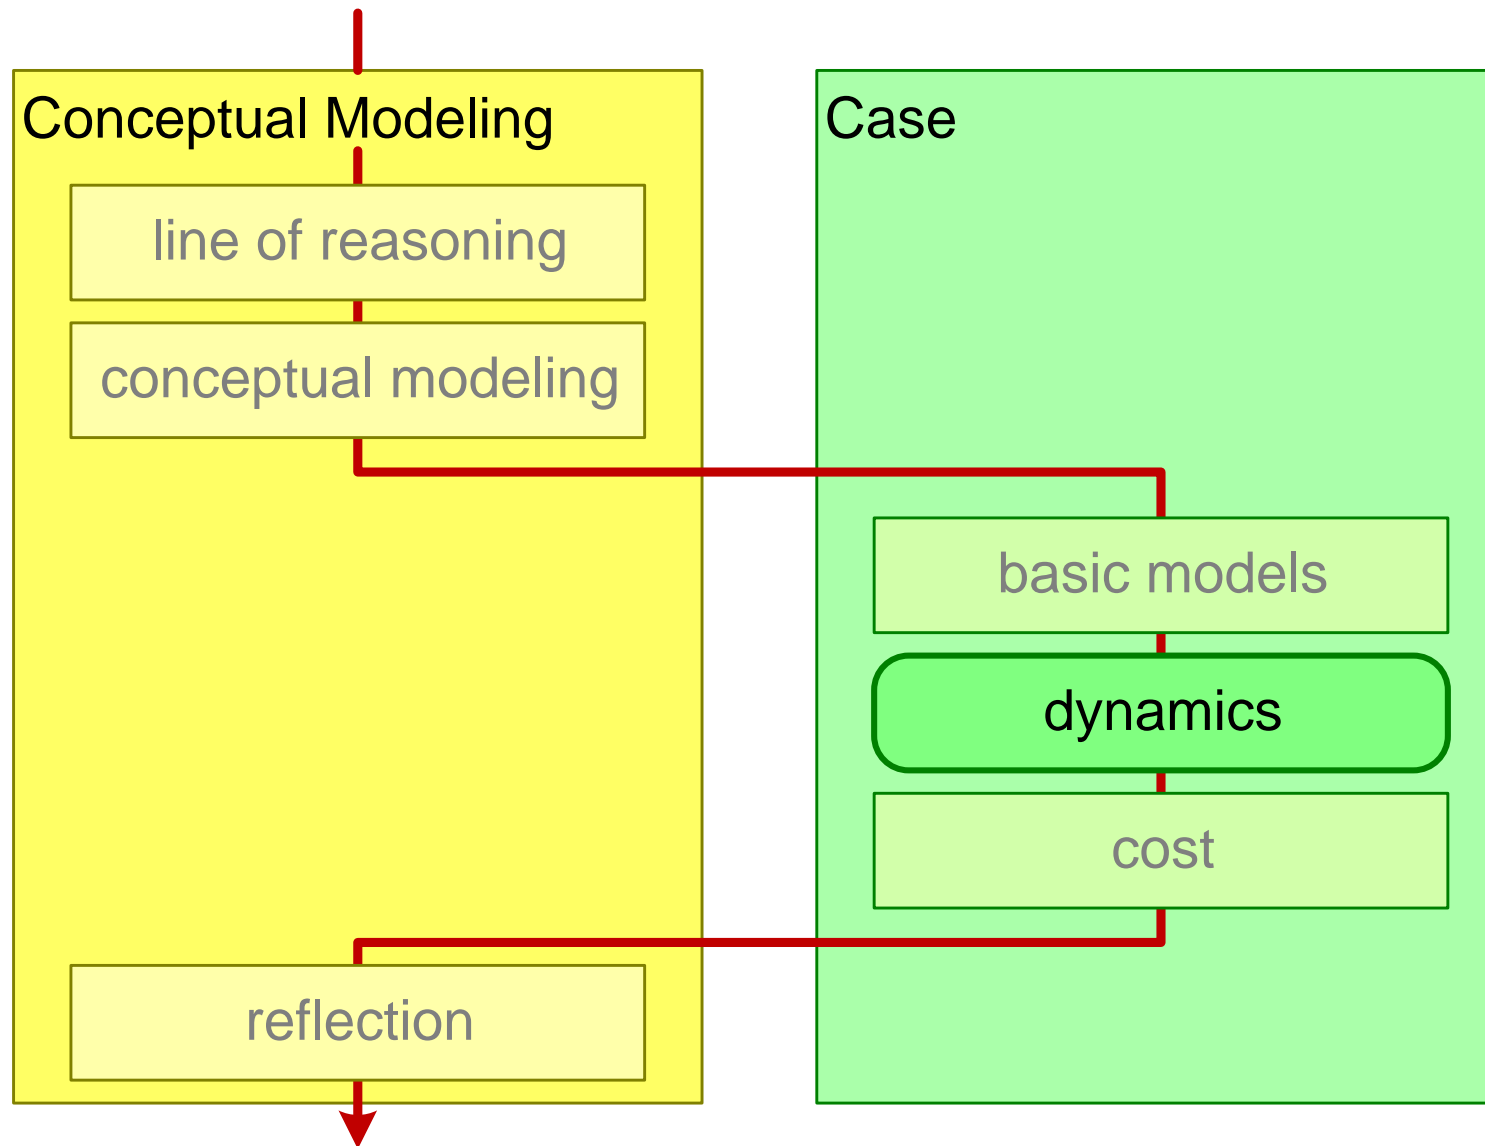 Conceptual Modeling
line of reasoning
conceptual modeling
Case
basic models
dynamics
cost
reflection